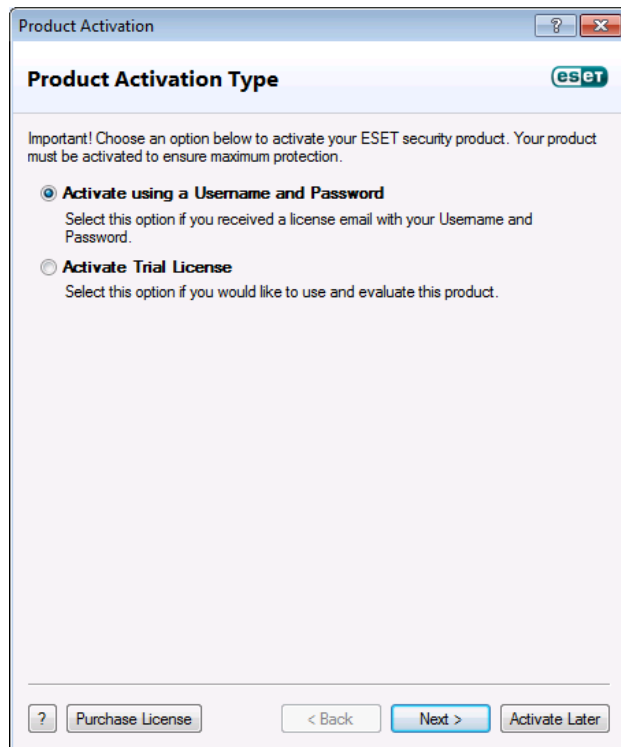 Product Activation
?
Product Activation Type
eset
Important! Choose an option below to activate your ESET security product. Your product
must be activated to ensure maximum protection.
Activate using a Username and Password
Select this option if you received a license email with your Username and
Password.
Activate Trial License
Select this option if you would like to use and evaluate this product.
? Purchase License < Back Next > Activate Later